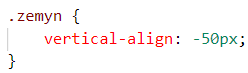 .zemyn {
    vertical-align: -50px;
}